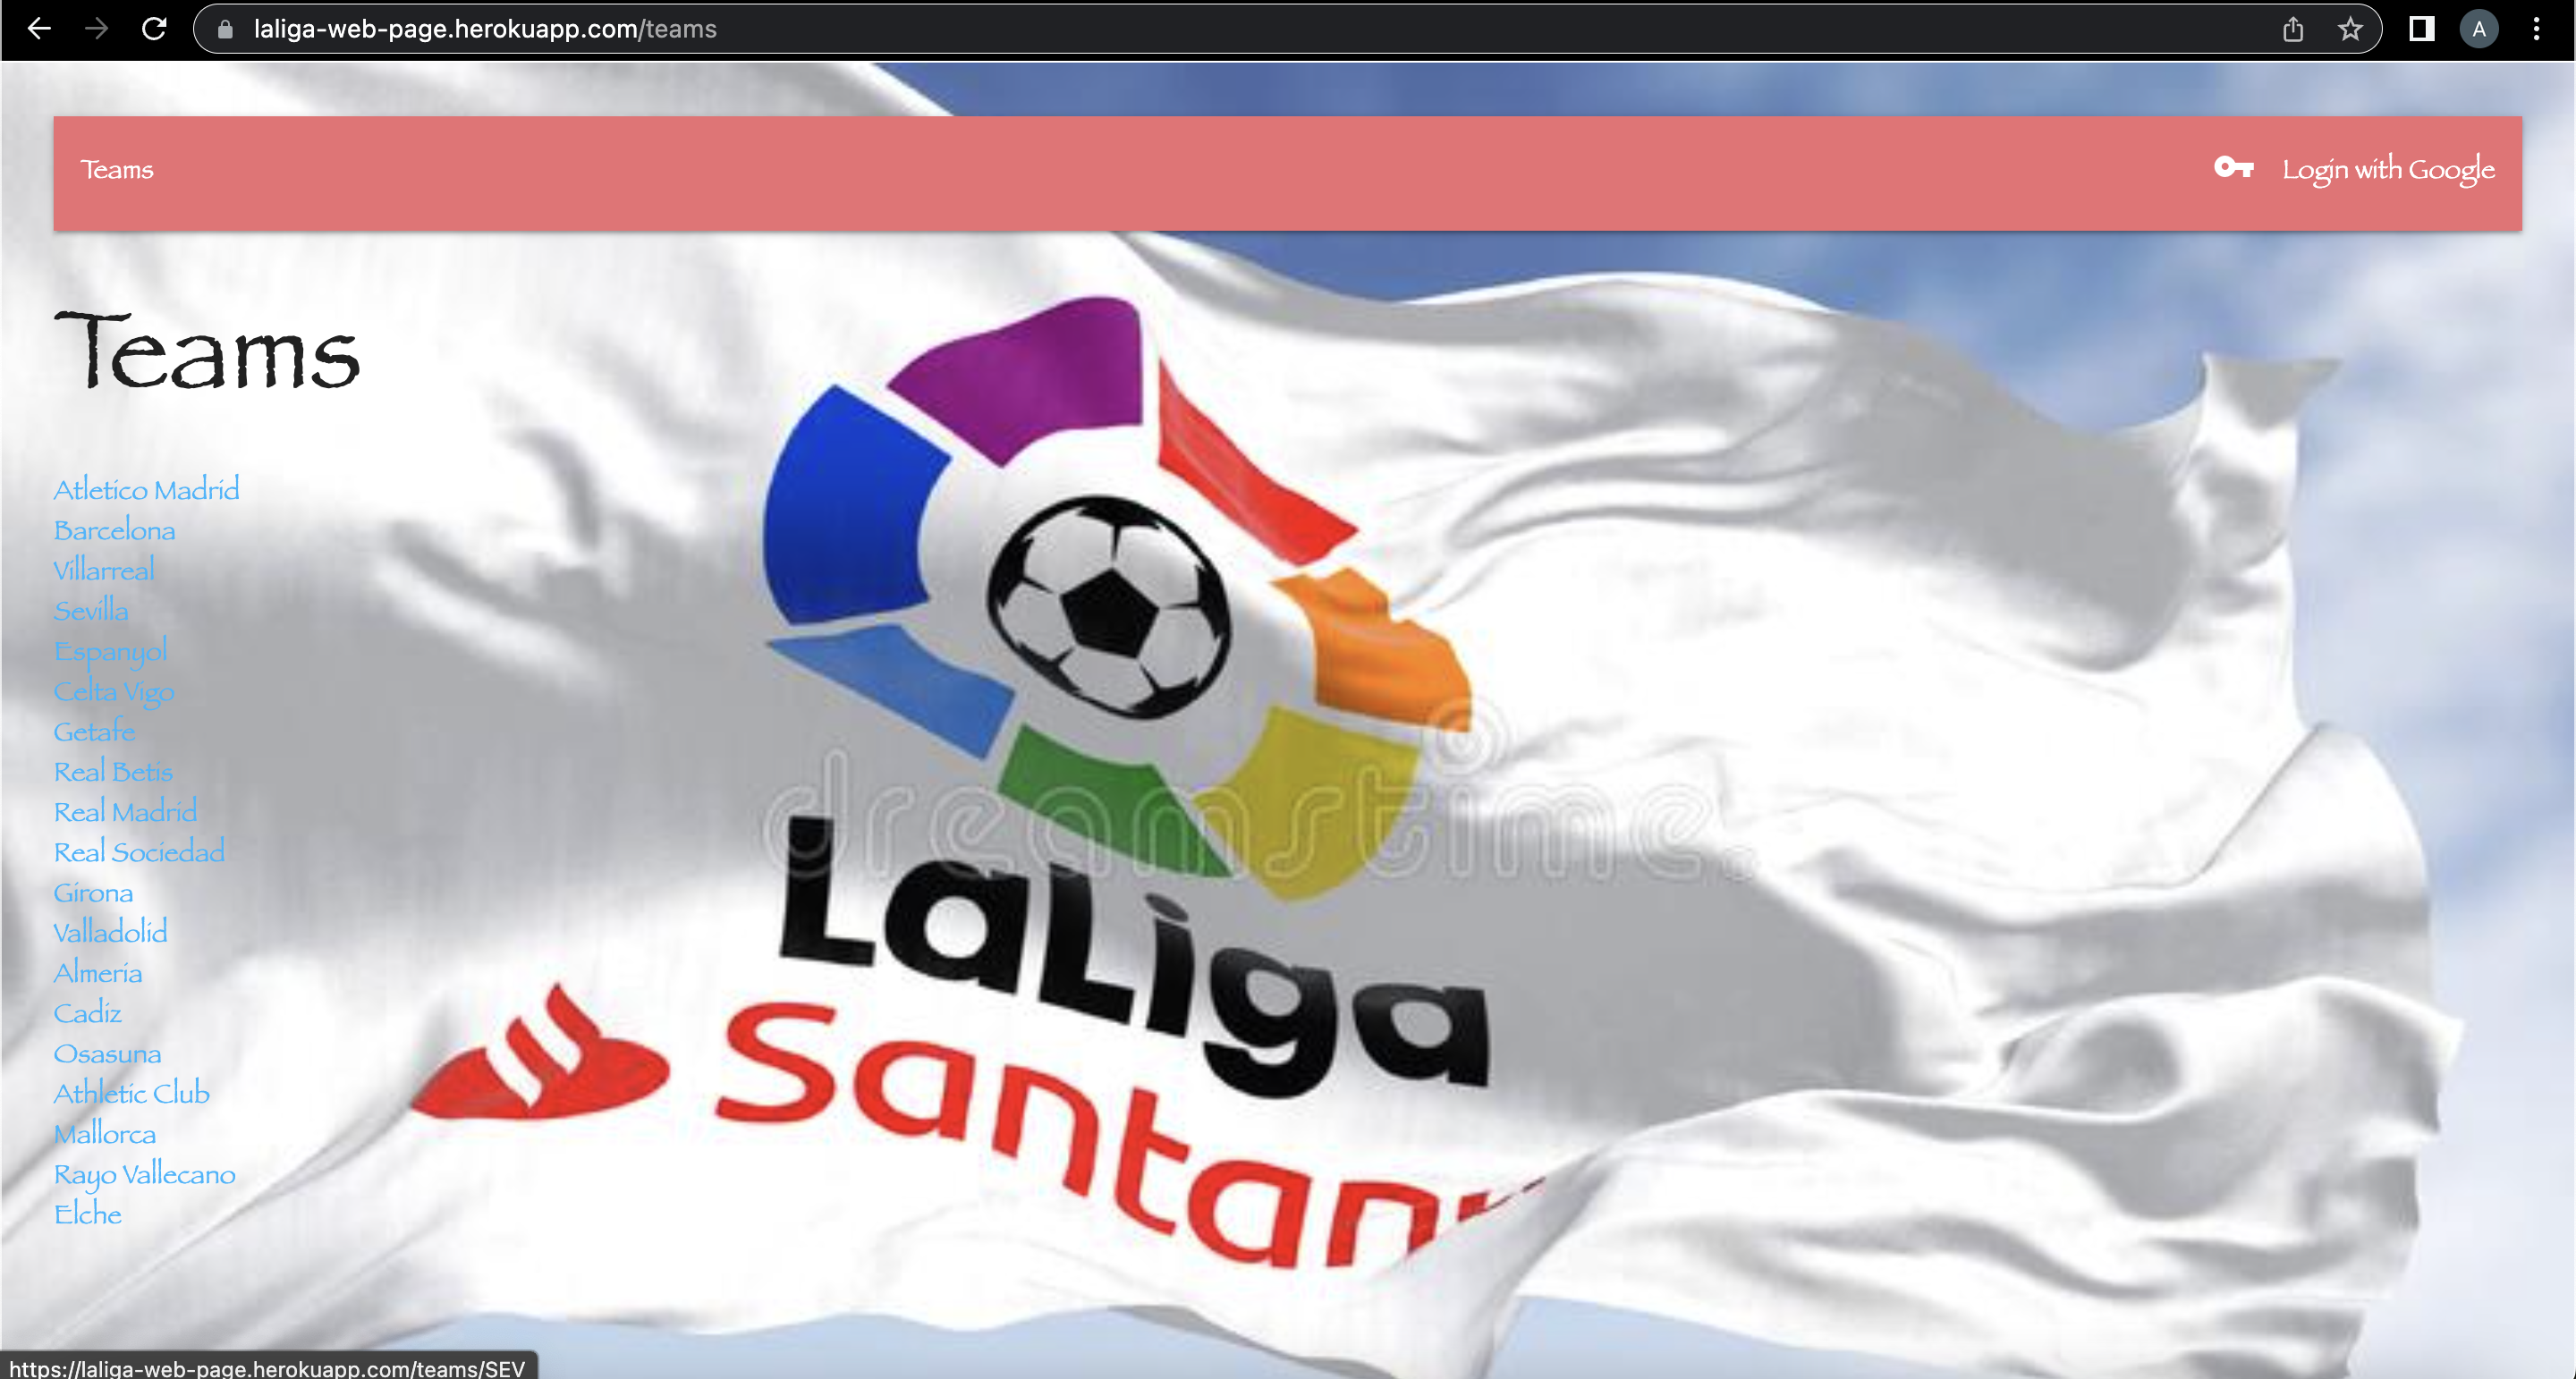 laliga-web-page.herokuapp.com/teams
A
Teams
Login with Google
Teams
Atletico Madrid
Barcelona
Villarreal
Sevilla
Espanyol
Celta Vigo
Getafe
Real Betis
Real Madrid
Real Sociedad
Girona
Valladolid
Almeria
Cadiz
Osasuna
Athletic Club
Mallorca
Rayo Vallecano
Elche
dreamstime.
LaLiga
Santan
https://laliga-web-page.herokuapp.com/teams/SEV